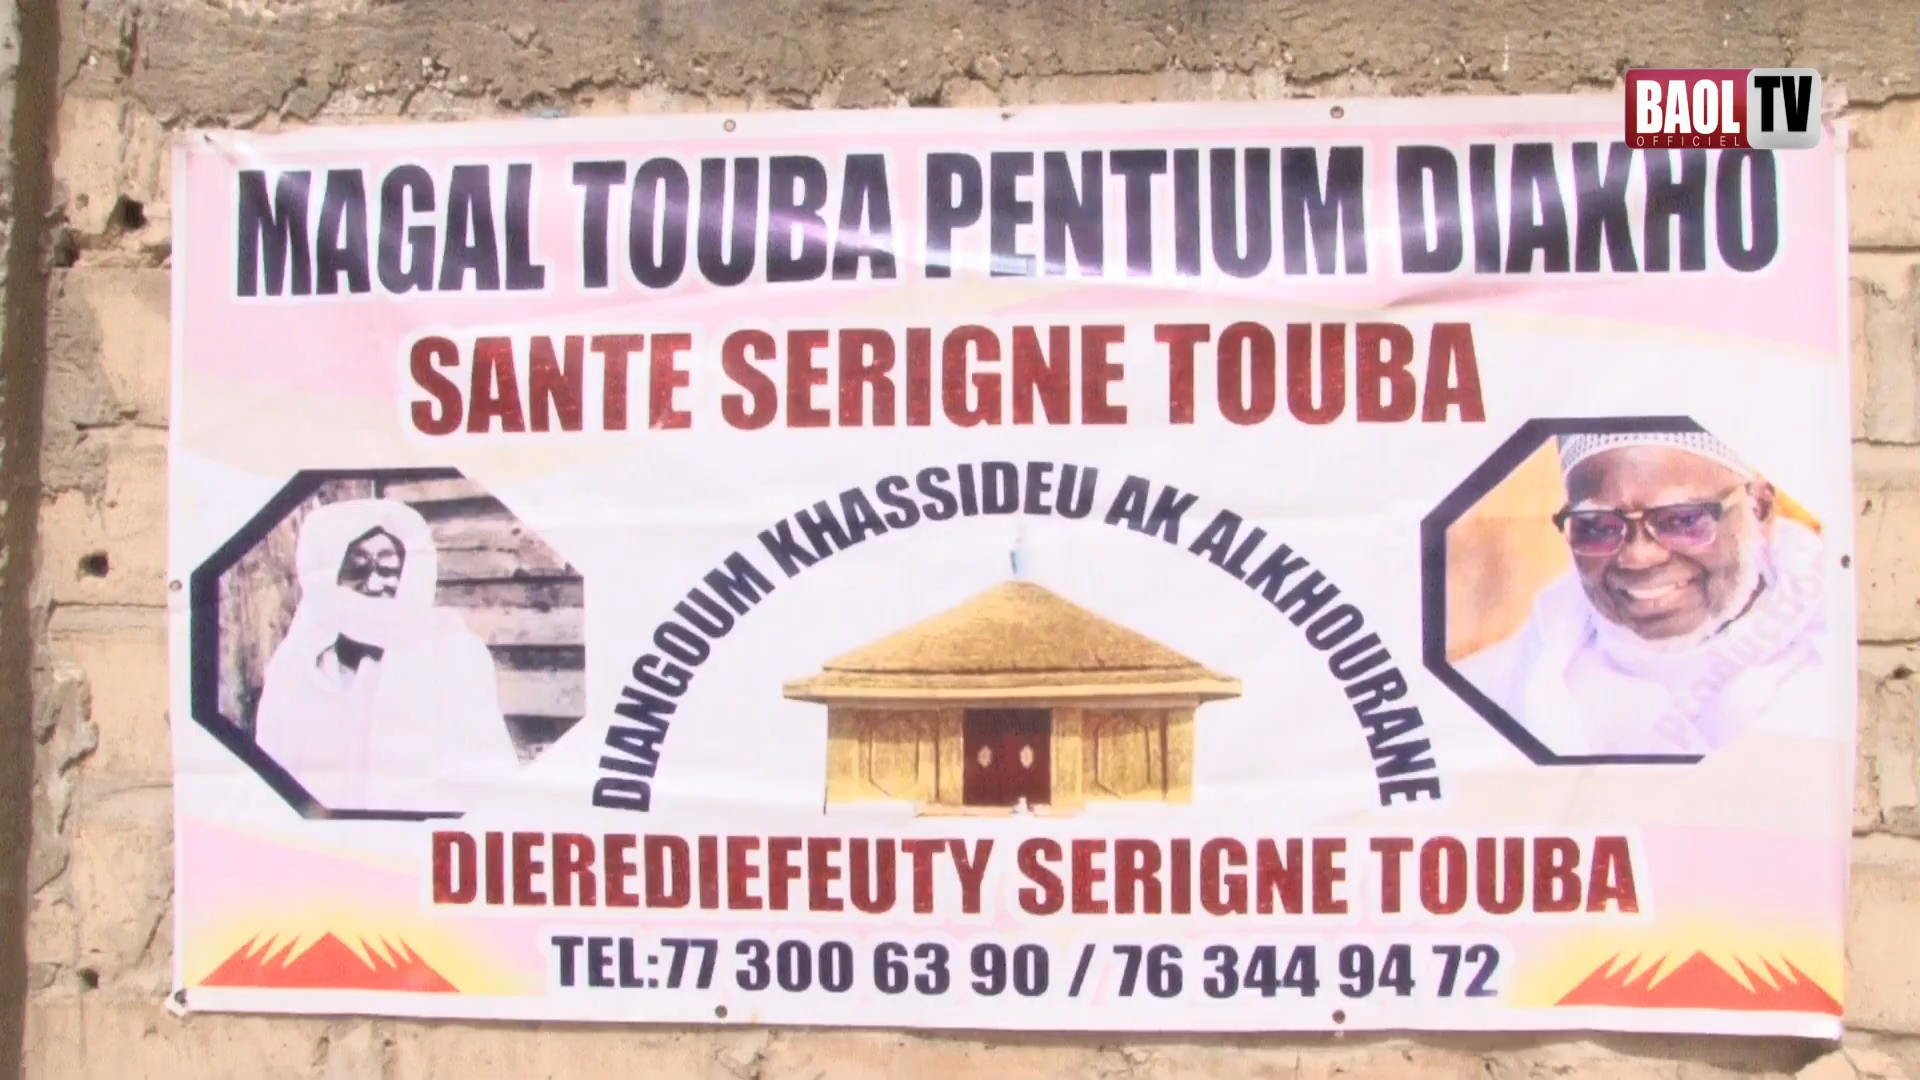 BAOL TV
OFFICIEL
MAGAL TOUBA PENTIUM DIAKHO
SANTE SERIGNE TOUBA
DIANGOUM KHASSIDEU AK ALKHOURANE
production
DIEREDIEFEUTY SERIGNE TOUBA
TEL:77 300 63 90 / 76 344 94 72